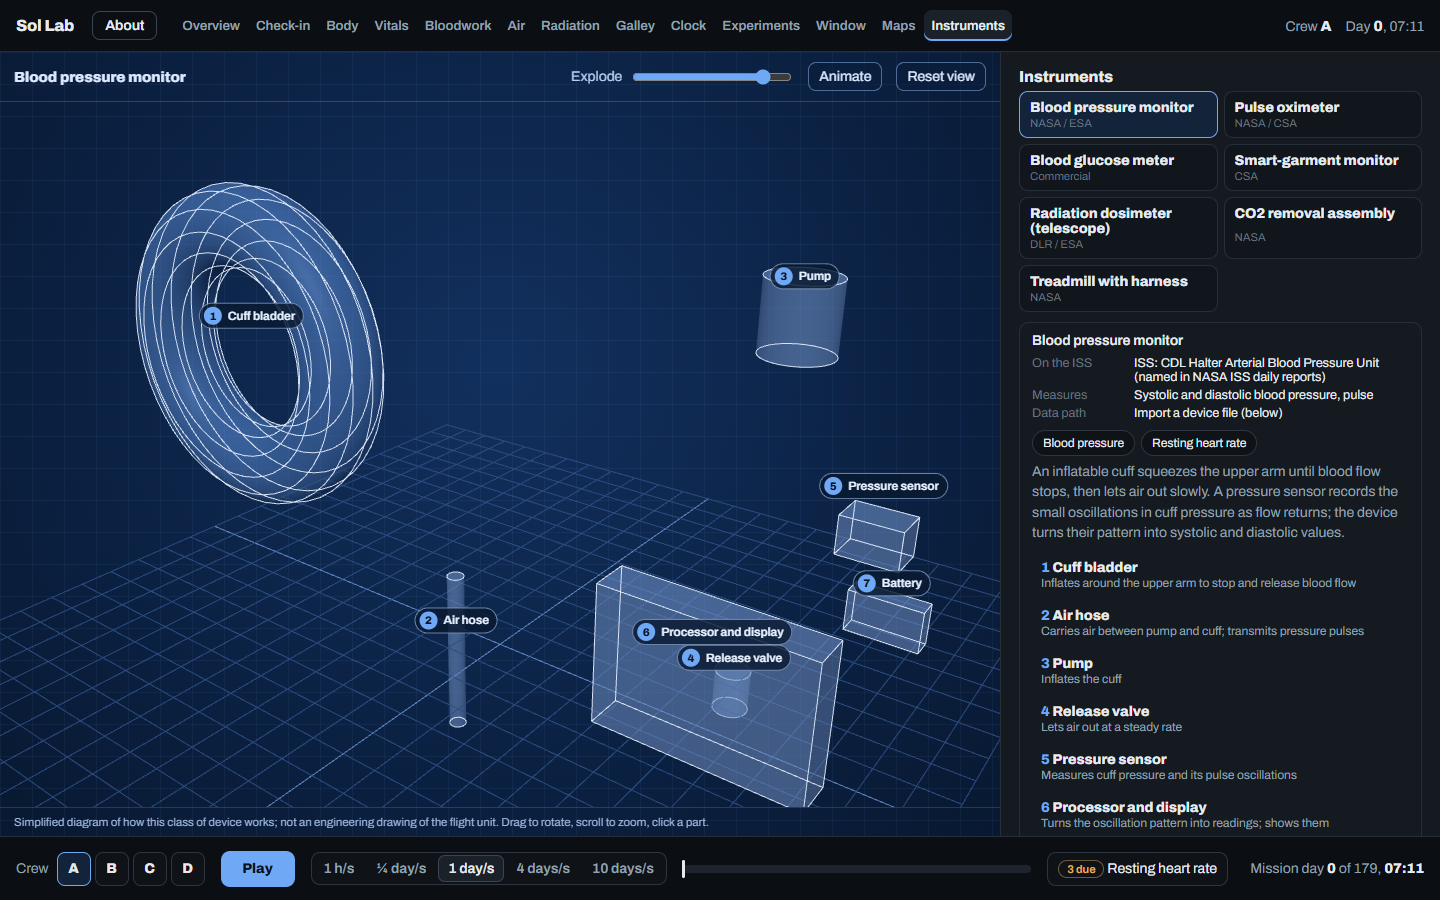 Sol Lab About Overview Check-in Body Vitals Bloodwork Air Radiation Galley Clock Experiments Window Maps Instruments Crew A Day 0, 07:11
Blood pressure monitor Explode Animate Reset view
1 Cuff bladder
3 Pump
5 Pressure sensor
7 Battery
2 Air hose
6 Processor and display
4 Release valve
Simplified diagram of how this class of device works; not an engineering drawing of the flight unit. Drag to rotate, scroll to zoom, click a part.
Instruments
Blood pressure monitor
NASA / ESA
Pulse oximeter
NASA / CSA
Blood glucose meter
Commercial
Smart-garment monitor
CSA
Radiation dosimeter
(telescope)
DLR / ESA
CO2 removal assembly
NASA
Treadmill with harness
NASA
Blood pressure monitor
On the ISS ISS: CDL Halter Arterial Blood Pressure Unit
(named in NASA ISS daily reports)
Measures Systolic and diastolic blood pressure, pulse
Data path Import a device file (below)
Blood pressure Resting heart rate
An inflatable cuff squeezes the upper arm until blood flow
stops, then lets air out slowly. A pressure sensor records the
small oscillations in cuff pressure as flow returns; the device
turns their pattern into systolic and diastolic values.
1 Cuff bladder
Inflates around the upper arm to stop and release blood flow
2 Air hose
Carries air between pump and cuff; transmits pressure pulses
3 Pump
Inflates the cuff
4 Release valve
Lets air out at a steady rate
5 Pressure sensor
Measures cuff pressure and its pulse oscillations
6 Processor and display
Turns the oscillation pattern into readings; shows them
Crew A B C D Play 1 h/s ¼ day/s 1 day/s 4 days/s 10 days/s 3 due Resting heart rate Mission day 0 of 179, 07:11